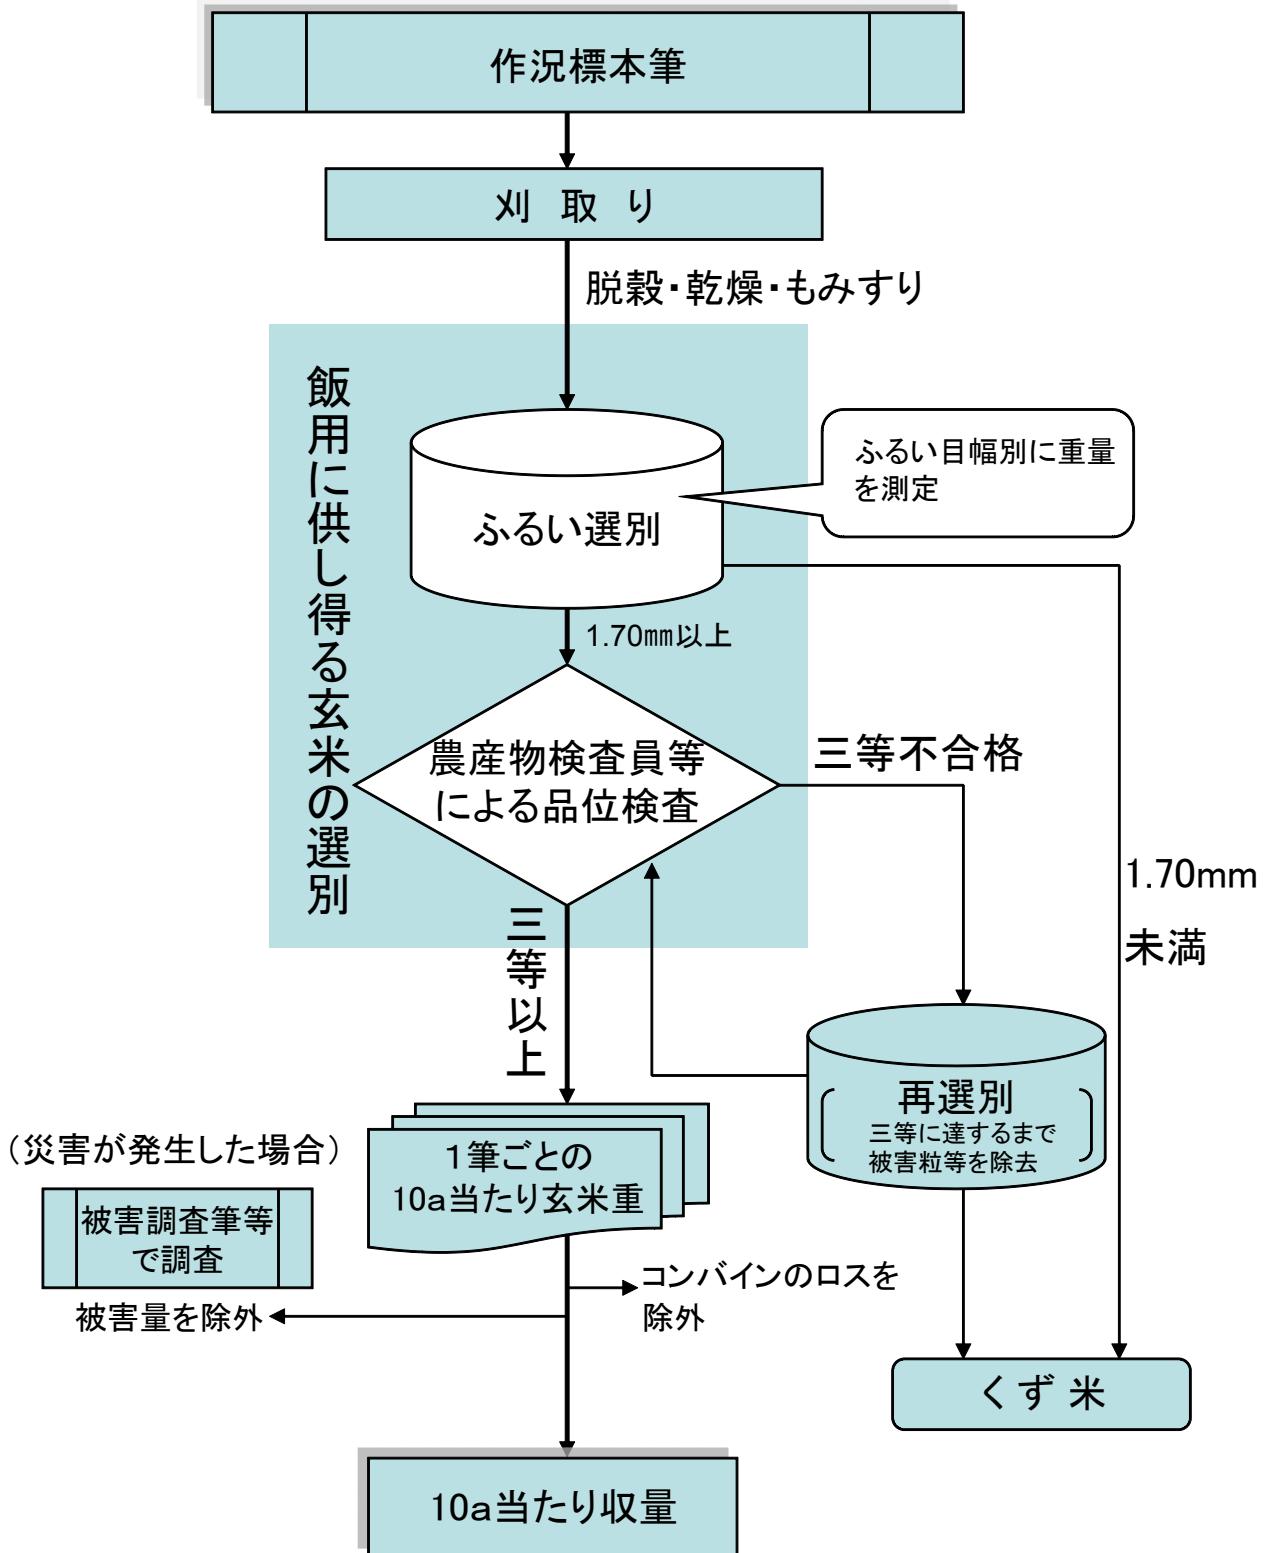 作況標本筆
刈 取 り
脱穀・乾燥・もみすり
飯用に供し得る玄米の選別
ふるい目幅別に重量
を測定
ふるい選別
1.70㎜以上
農産物検査員等
による品位検査
三等不合格
1.70mm
未満
三等以上
再選別
三等に達するまで
被害粒等を除去
（災害が発生した場合）
被害調査筆等
で調査
１筆ごとの
10a当たり玄米重
コンバインのロスを
除外
被害量を除外
くず 米
10a当たり収量